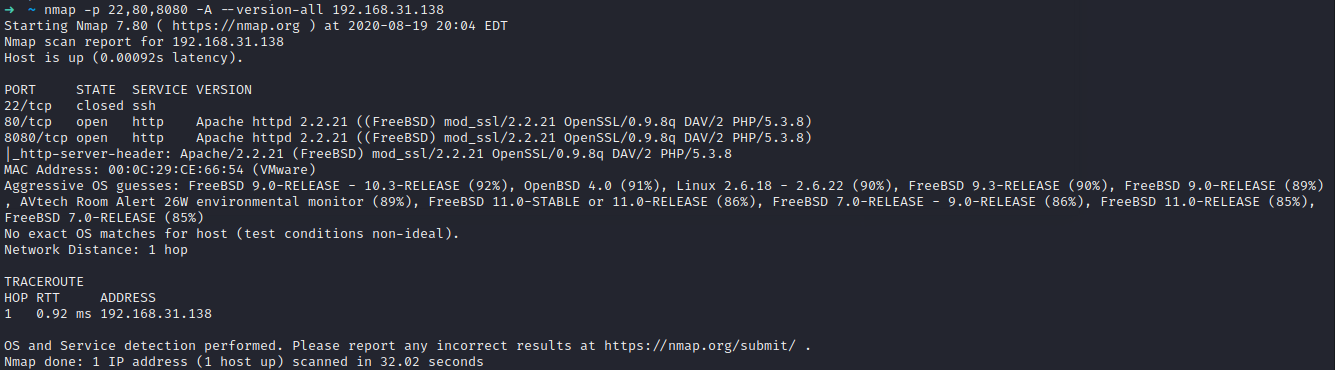 → ~ nmap -p 22,80,8080 -A --version-all 192.168.31.138
Starting Nmap 7.80 ( https://nmap.org ) at 2020-08-19 20:04 EDT
Nmap scan report for 192.168.31.138
Host is up (0.00092s latency).
PORT     STATE  SERVICE VERSION
22/tcp   closed ssh
80/tcp   open   http    Apache httpd 2.2.21 ((FreeBSD) mod_ssl/2.2.21 OpenSSL/0.9.8q DAV/2 PHP/5.3.8)
8080/tcp open   http    Apache httpd 2.2.21 ((FreeBSD) mod_ssl/2.2.21 OpenSSL/0.9.8q DAV/2 PHP/5.3.8)
|_http-server-header: Apache/2.2.21 (FreeBSD) mod_ssl/2.2.21 OpenSSL/0.9.8q DAV/2 PHP/5.3.8
MAC Address: 00:0C:29:CE:66:54 (VMware)
Aggressive OS guesses: FreeBSD 9.0-RELEASE - 10.3-RELEASE (92%), OpenBSD 4.0 (91%), Linux 2.6.18 - 2.6.22 (90%), FreeBSD 9.3-RELEASE (90%), FreeBSD 9.0-RELEASE (89%)
, AVtech Room Alert 26W environmental monitor (89%), FreeBSD 11.0-STABLE or 11.0-RELEASE (86%), FreeBSD 7.0-RELEASE - 9.0-RELEASE (86%), FreeBSD 11.0-RELEASE (85%),
FreeBSD 7.0-RELEASE (85%)
No exact OS matches for host (test conditions non-ideal).
Network Distance: 1 hop
TRACEROUTE
HOP RTT     ADDRESS
1   0.92 ms 192.168.31.138
OS and Service detection performed. Please report any incorrect results at https://nmap.org/submit/ .
Nmap done: 1 IP address (1 host up) scanned in 32.02 seconds